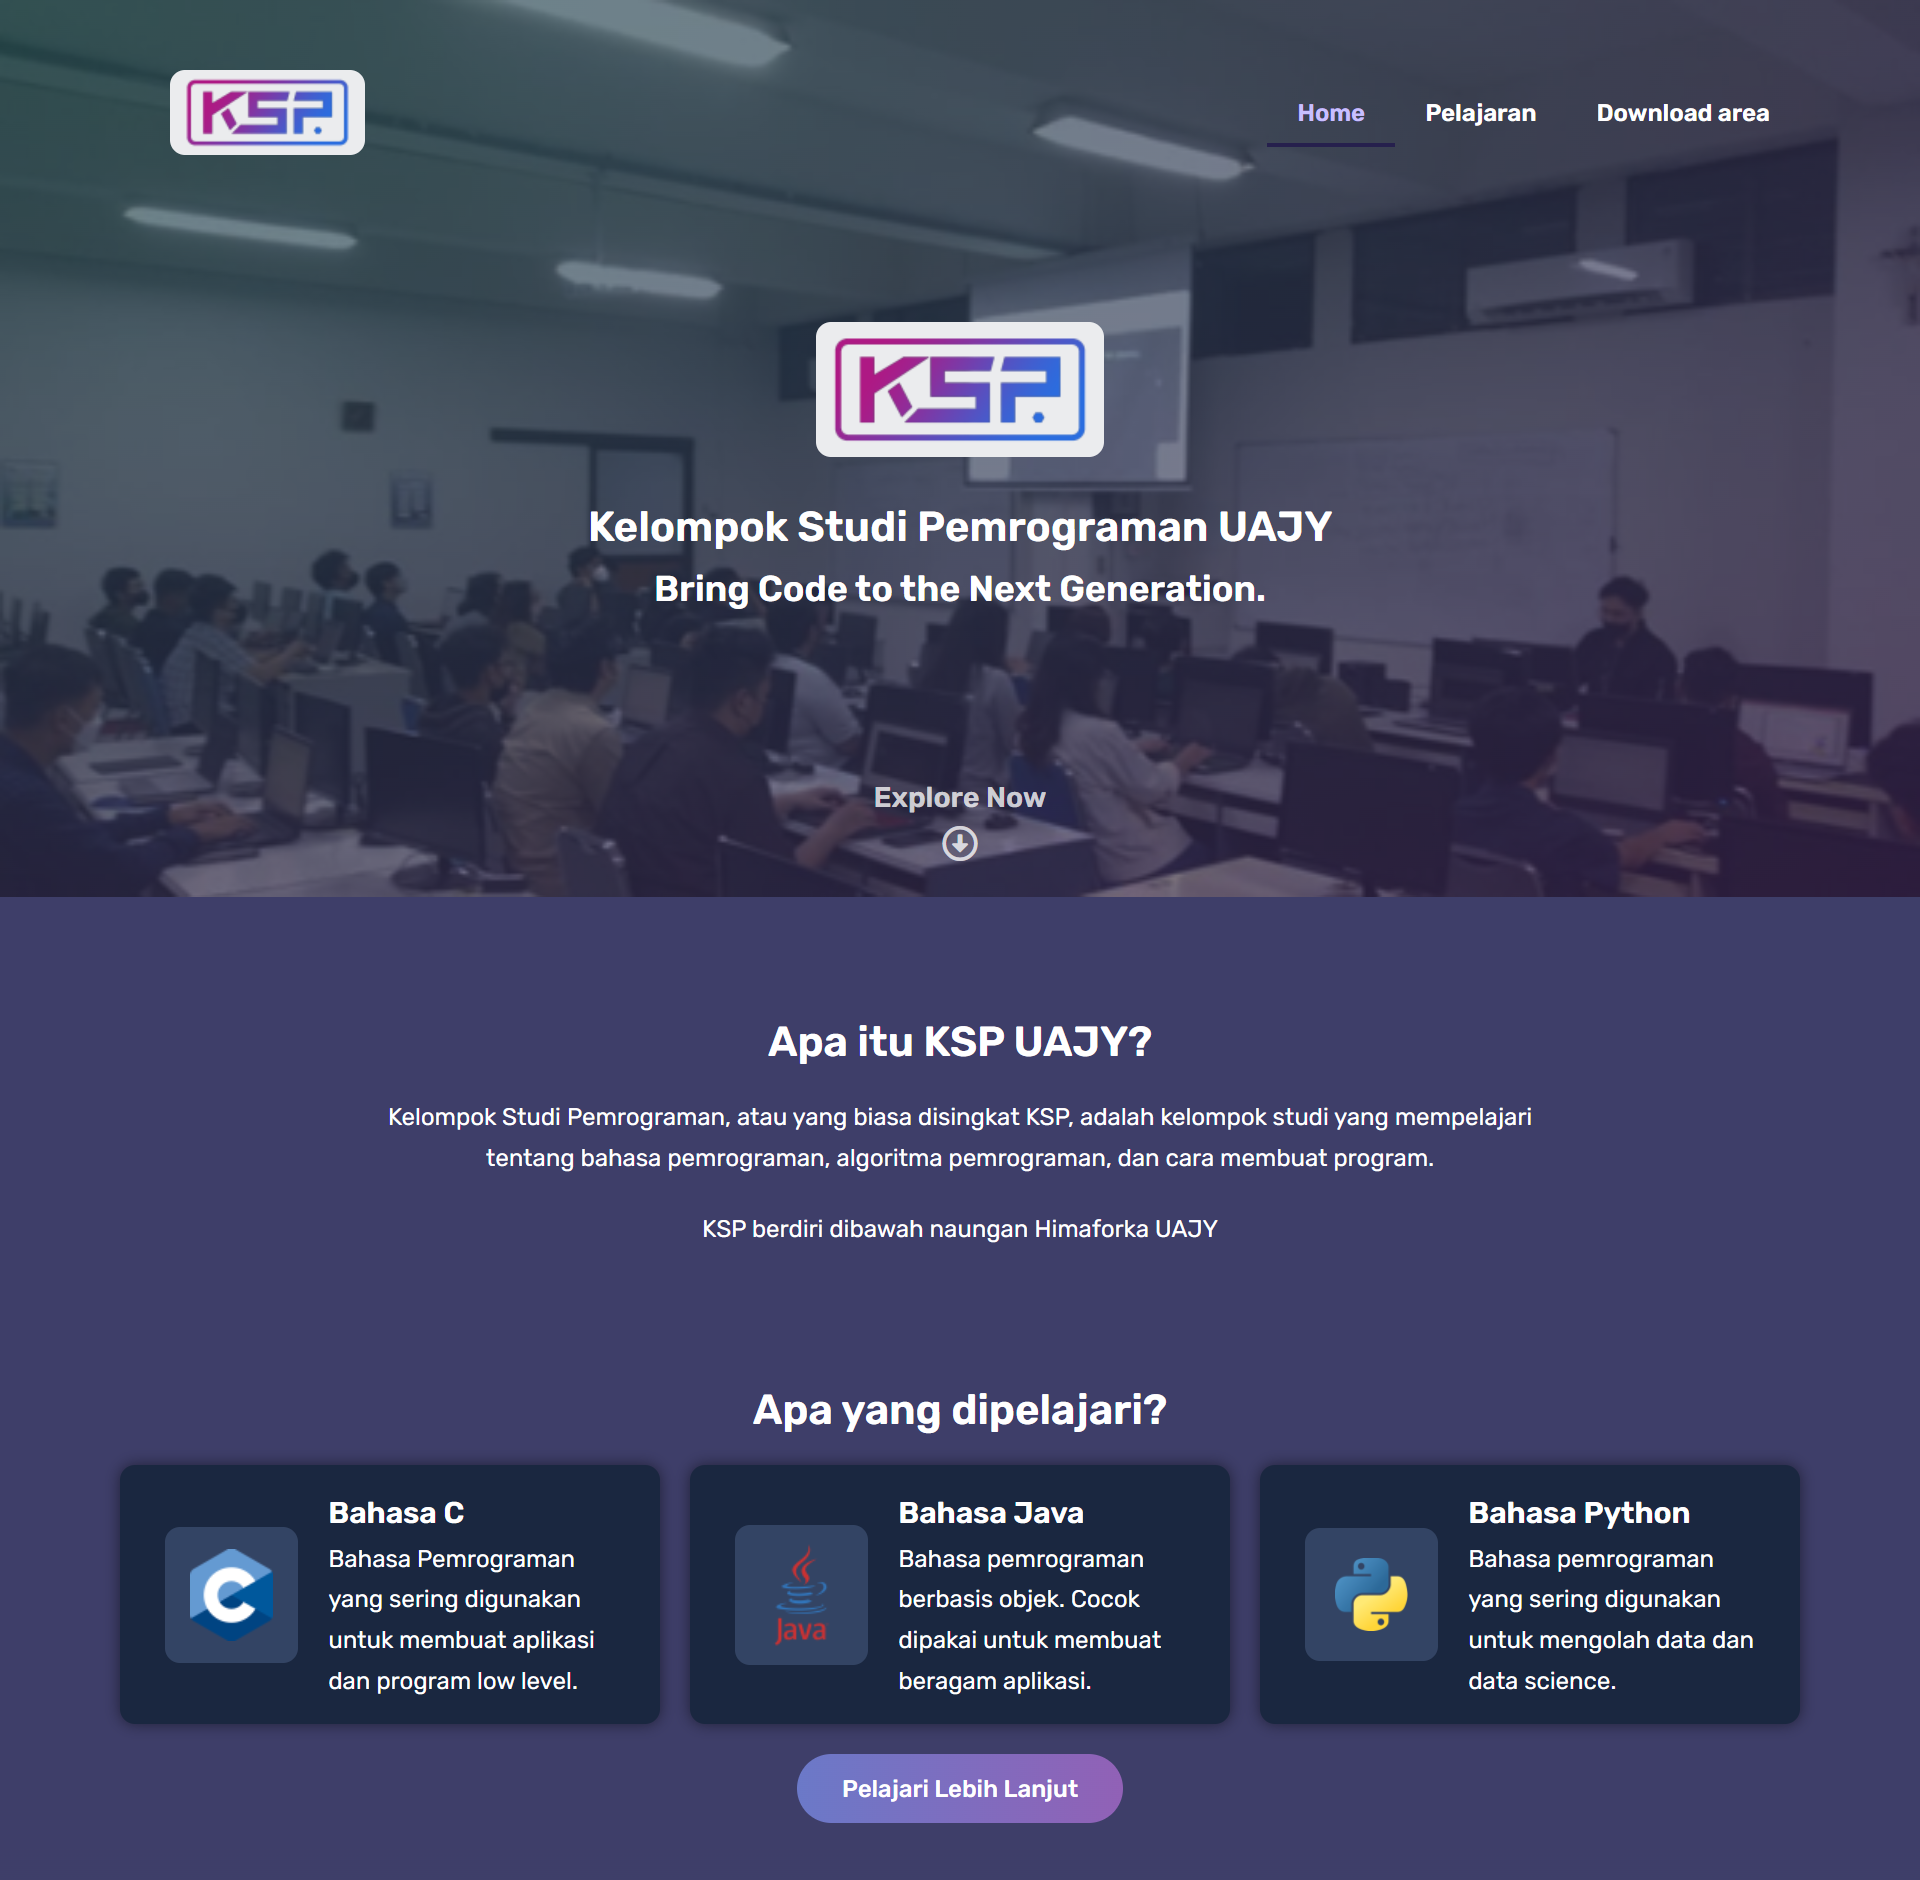 KSP
Home
Pelajaran
Download area
KSP
Kelompok Studi Pemrograman UAJY
Bring Code to the Next Generation.
Explore Now
Apa itu KSP UAJY?
Kelompok Studi Pemrograman, atau yang biasa disingkat KSP, adalah kelompok studi yang mempelajari
tentang bahasa pemrograman, algoritma pemrograman, dan cara membuat program.
KSP berdiri dibawah naungan Himaforka UAJY
Apa yang dipelajari?
C
Bahasa C
Bahasa Pemrograman
yang sering digunakan
untuk membuat aplikasi
dan program low level.
Java
Bahasa Java
Bahasa pemrograman
berbasis objek. Cocok
dipakai untuk membuat
beragam aplikasi.
Bahasa Python
Bahasa pemrograman
yang sering digunakan
untuk mengolah data dan
data science.
Pelajari Lebih Lanjut